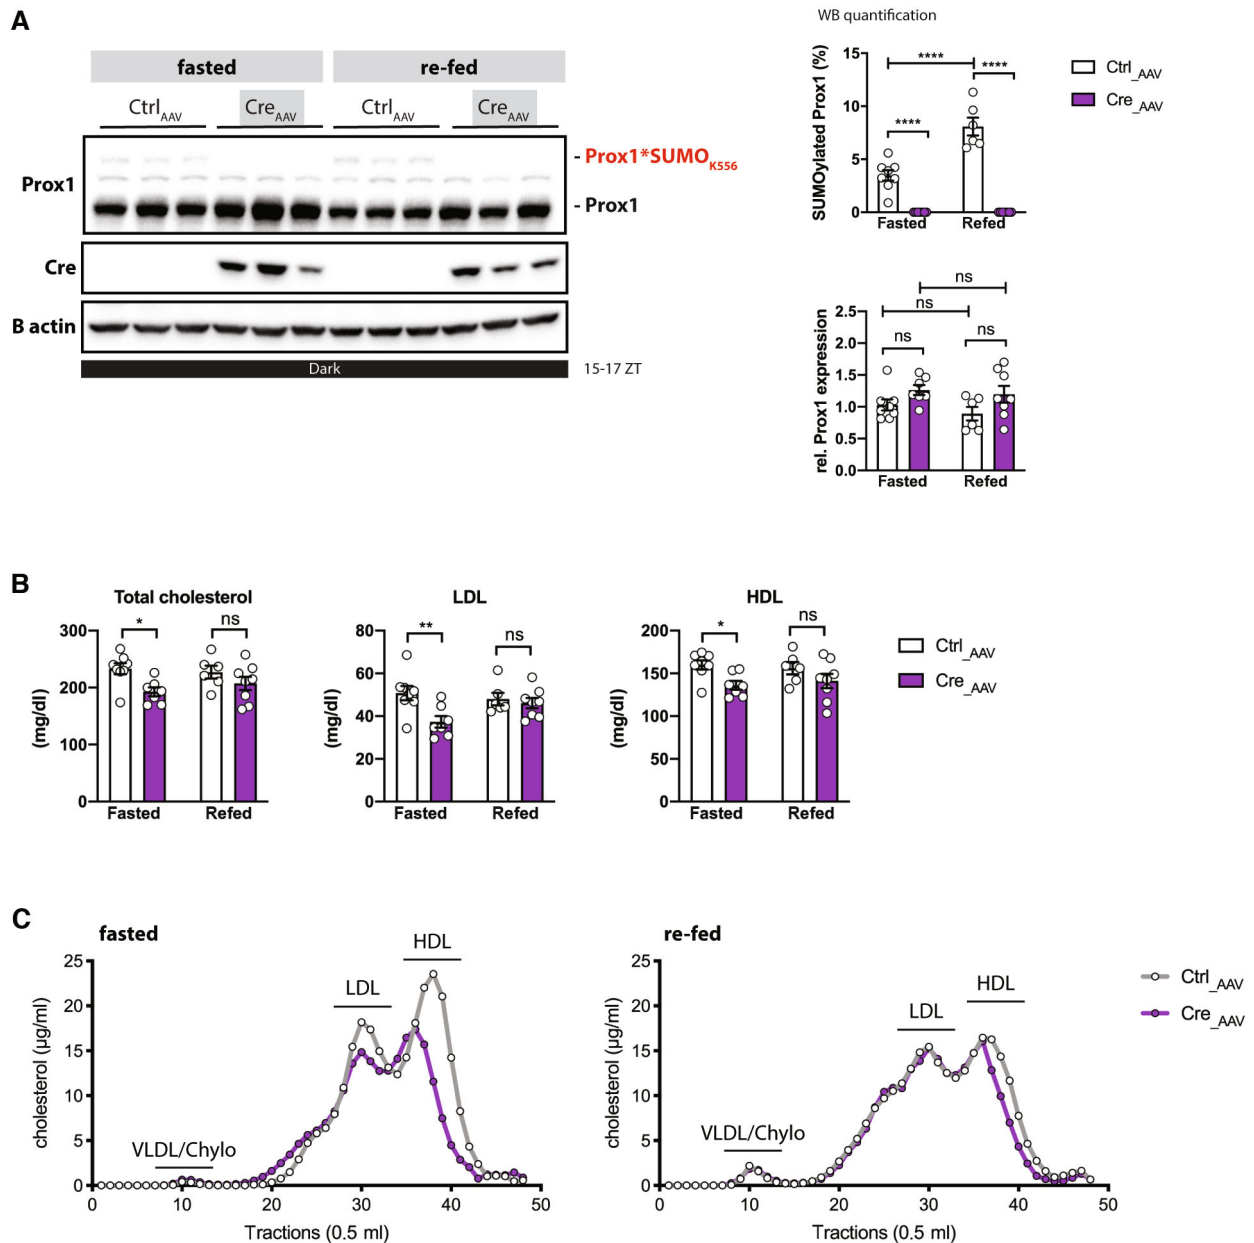 A
WB quantification
fasted
re-fed
Ctrl_AAV
Cre_AAV
Ctrl_AAV
Cre_AAV
Prox1
- Prox1*SUMO_K556
- Prox1
Cre
B actin
Dark
15-17 ZT
SUMOylated Prox1 (%)
15
10
5
0
****
****
****
Fasted
Refed
Ctrl_AAV
Cre_AAV
rel. Prox1 expression
2.5
2.0
1.5
1.0
0.5
0.0
ns
ns
ns
ns
Fasted
Refed
B
Total cholesterol
(mg/dl)
300
200
100
0
*
ns
Fasted
Refed
LDL
(mg/dl)
80
60
40
20
0
**
ns
Fasted
Refed
HDL
(mg/dl)
200
150
100
50
0
*
ns
Fasted
Refed
Ctrl_AAV
Cre_AAV
C
fasted
cholesterol (µg/ml)
25
20
15
10
5
0
VLDL/Chylo
LDL
HDL
0
10
20
30
40
50
Tractions (0.5 ml)
re-fed
cholesterol (µg/ml)
25
20
15
10
5
0
VLDL/Chylo
LDL
HDL
0
10
20
30
40
50
Tractions (0.5 ml)
Ctrl_AAV
Cre_AAV